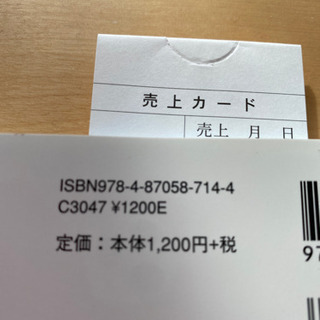 売上カード
売上 月 日
ISBN978-4-87058-714-4
C3047 ¥1200E
定価：本体1,200円+税
97